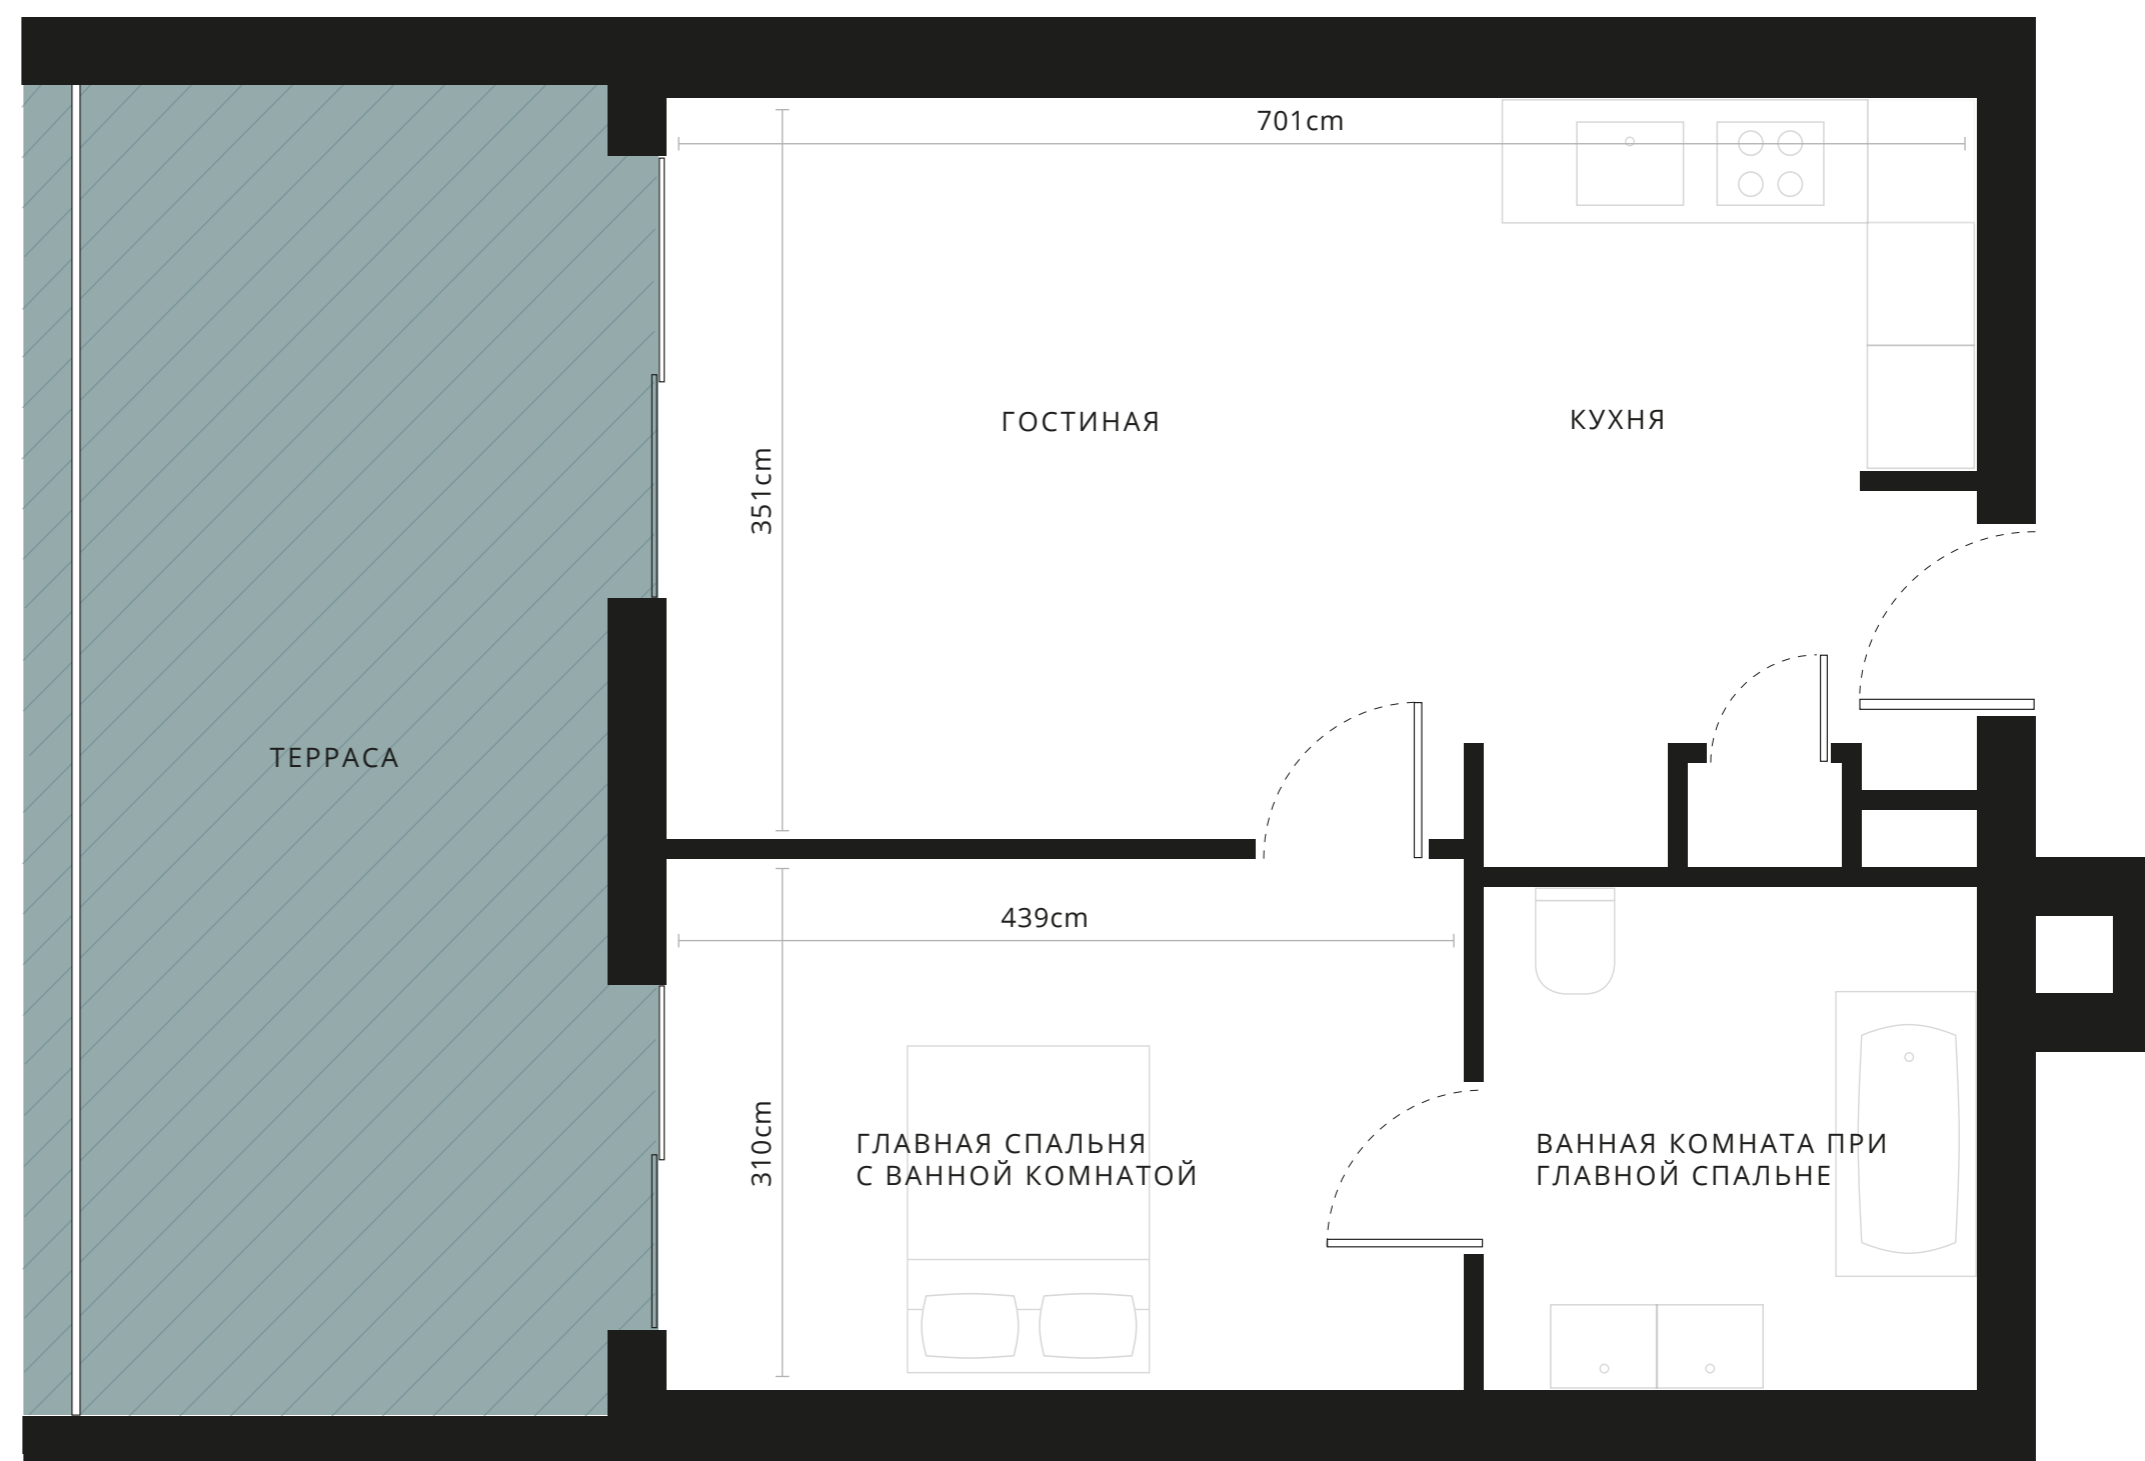 701cm
ГОСТИНАЯ
КУХНЯ
351cm
ТЕРРАСА
439cm
310cm
ГЛАВНАЯ СПАЛЬНЯ
С ВАННОЙ КОМНАТОЙ
ВАННАЯ КОМНАТА ПРИ
ГЛАВНОЙ СПАЛЬНЕ